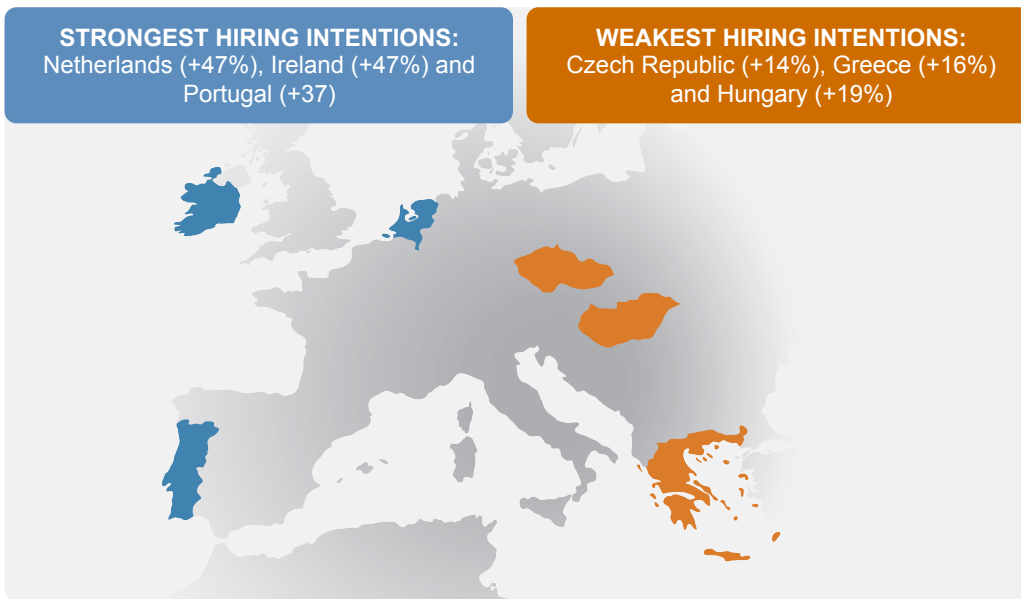 STRONGEST HIRING INTENTIONS:
Netherlands (+47%), Ireland (+47%) and
Portugal (+37)
WEAKEST HIRING INTENTIONS:
Czech Republic (+14%), Greece (+16%)
and Hungary (+19%)